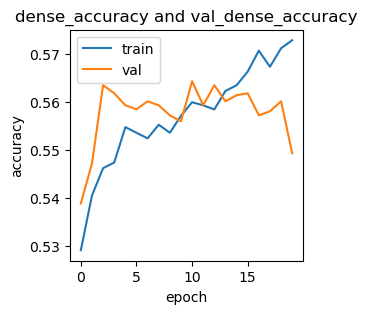 dense_accuracy and val_dense_accuracy
train
val
accuracy
0.57
0.56
0.55
0.54
0.53
0 5 10 15
epoch